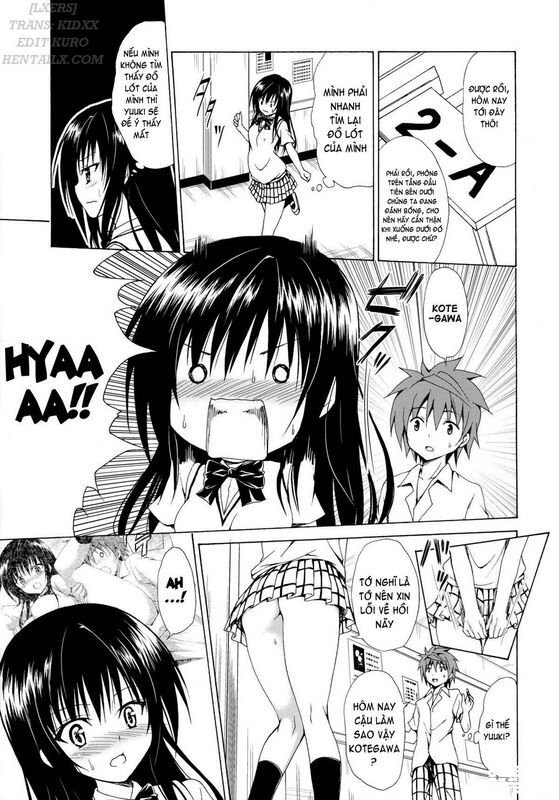 [LXERS]
TRANS: KIDXX
EDIT KURO
HENTAILX.COM
ĐƯỢC RỒI,
HÔM NAY
TỚI ĐÂY
THÔI
2-A
PHẢI RỒI, PHÒNG
TRÊN TẦNG ĐẦU
TIÊN BÊN DƯỚI
CHÚNG TA ĐANG
ĐÁNH BÓNG, CHO
NÊN HÃY CẨN THẬN
KHI XUỐNG DƯỚI ĐÓ
NHÉ, ĐƯỢC CHỨ?
MÌNH PHẢI
NHANH
TÌM LẠI
ĐỒ LÓT
CỦA MÌNH
NẾU MÌNH
KHÔNG TÌM
THẤY ĐỒ
LÓT CỦA
MÌNH THÌ
YUUKI SẼ
ĐỂ Ý THẤY
MẤT
KOTE
-GAWA
HYAA
AA!!
GÌ THẾ
YUUKI?
TỚ NGHĨ LÀ
TỚ NÊN XIN
LỖI VỀ HỒI
NÃY
HÔM NAY
CẬU LÀM
SAO VẬY
KOTEGAWA
AH
...!